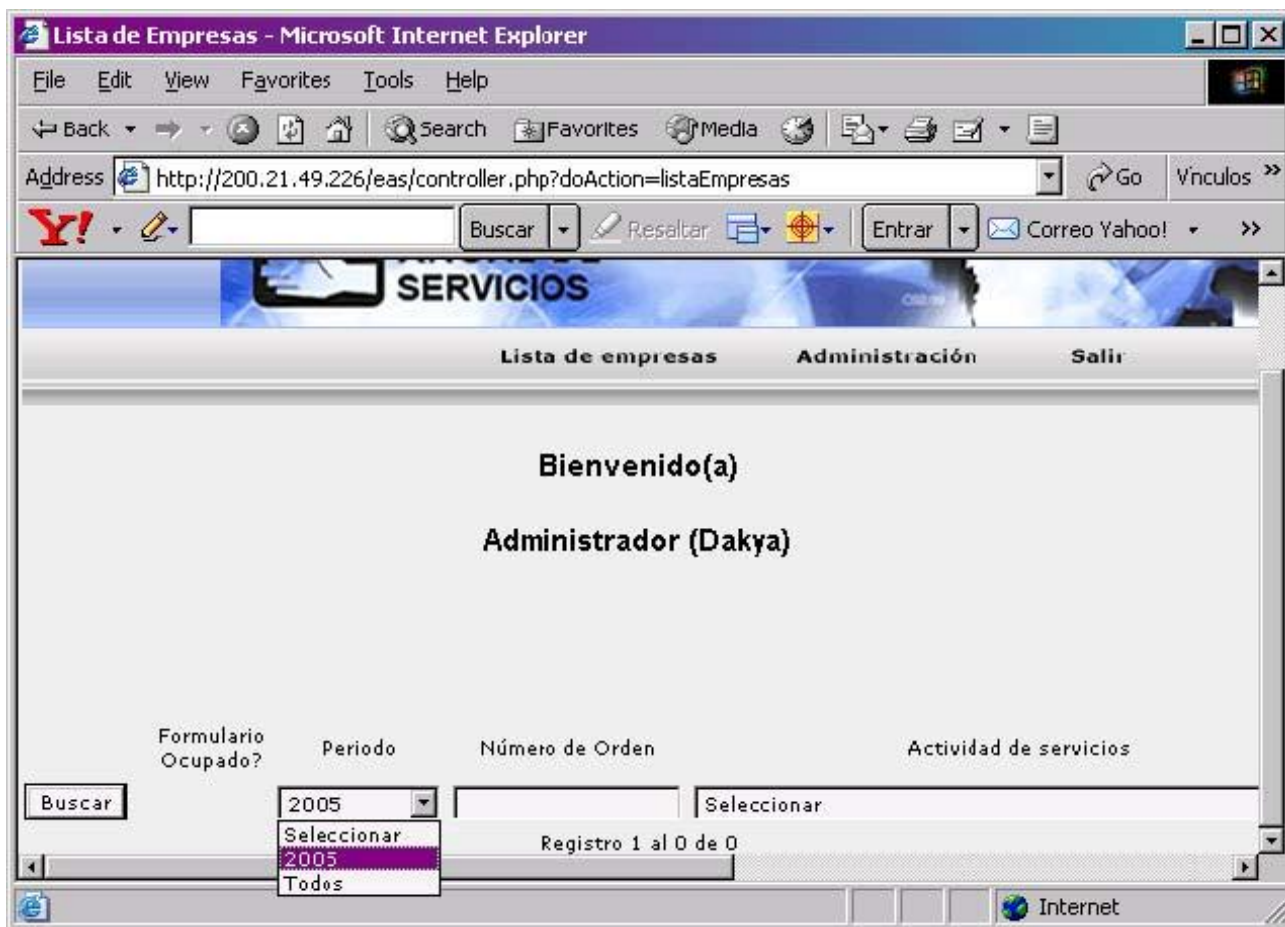 Lista de Empresas - Microsoft Internet Explorer
File Edit View Favorites Tools Help
Back Search Favorites Media
Address http://200.21.49.226/eas/controller.php?doAction=listaEmpresas Go Vínculos »
Y! Buscar Resaltar Entrar Correo Yahoo! >>
SERVICIOS
Lista de empresas Administración Salir
Bienvenido(a)
Administrador (Dakya)
Formulario
Ocupado? Periodo Número de Orden Actividad de servicios
Buscar 2005 Seleccionar
Seleccionar Registro 1 al 0 de 0
2005
Todos
Internet